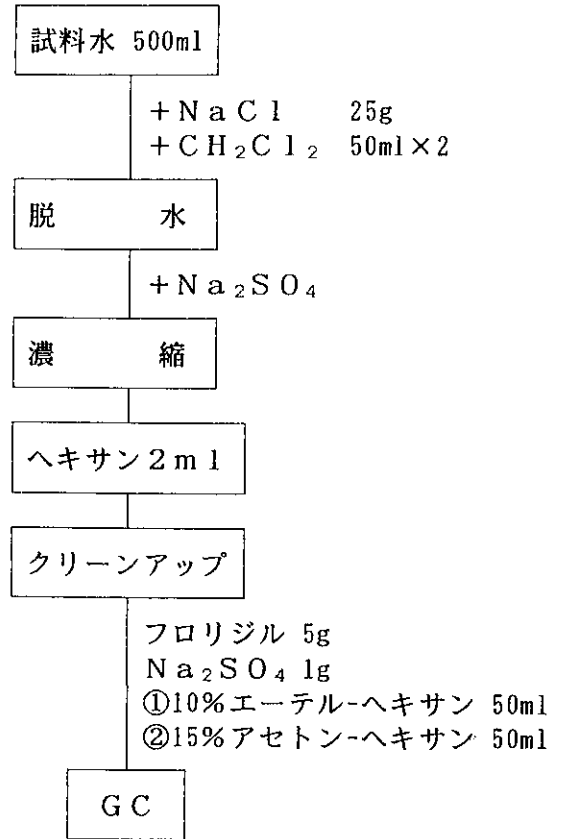 試料水 500ml
+NaCl 25g
+CH₂Cl₂ 50ml×2
脱 水
+Na₂SO₄
濃 縮
ヘキサン2ml
クリーンアップ
フロリジル 5g
Na₂SO₄ 1g
①10%エーテル-ヘキサン 50ml
②15%アセトン-ヘキサン 50ml
GC